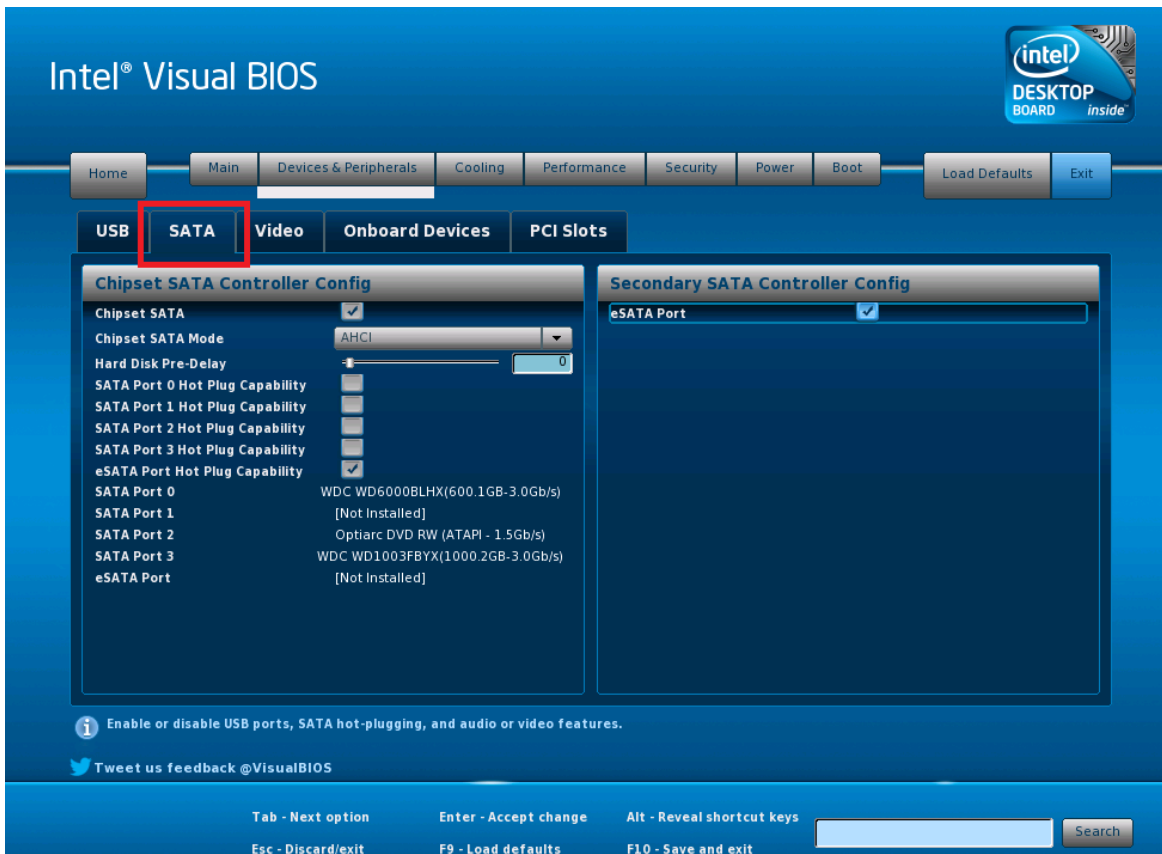 Intel® Visual BIOS
intel
DESKTOP
BOARD inside™
Home Main Devices & Peripherals Cooling Performance Security Power Boot Load Defaults Exit
USB SATA Video Onboard Devices PCI Slots
Chipset SATA Controller Config
Chipset SATA
Chipset SATA Mode AHCI
Hard Disk Pre-Delay 0
SATA Port 0 Hot Plug Capability
SATA Port 1 Hot Plug Capability
SATA Port 2 Hot Plug Capability
SATA Port 3 Hot Plug Capability
eSATA Port Hot Plug Capability
SATA Port 0 WDC WD6000BLHX(600.1GB-3.0Gb/s)
SATA Port 1 [Not Installed]
SATA Port 2 Optiarc DVD RW (ATAPI - 1.5Gb/s)
SATA Port 3 WDC WD1003FBYX(1000.2GB-3.0Gb/s)
eSATA Port [Not Installed]
Secondary SATA Controller Config
eSATA Port
Enable or disable USB ports, SATA hot-plugging, and audio or video features.
Tweet us feedback @VisualBIOS
Tab - Next option Enter - Accept change Alt - Reveal shortcut keys
Search
Esc - Discard/exit F9 - Load defaults F10 - Save and exit